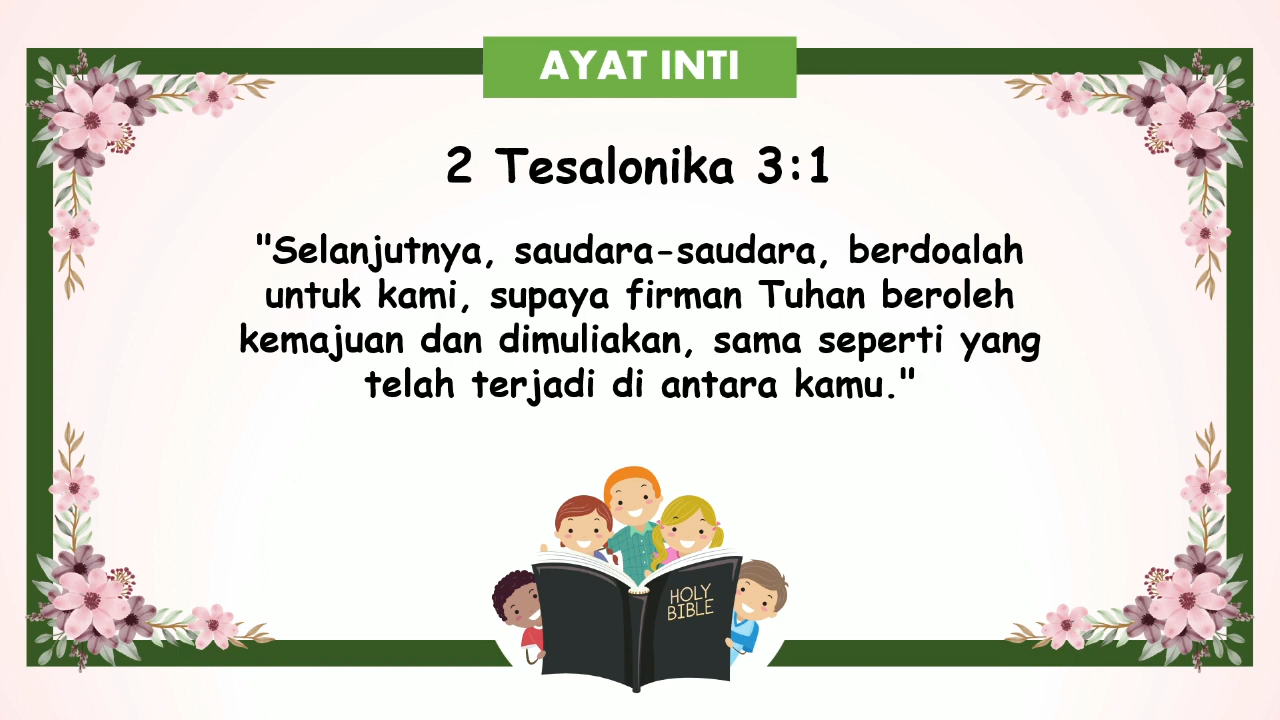 AYAT INTI
2 Tesalonika 3:1
"Selanjutnya, saudara-saudara, berdoalah
untuk kami, supaya firman Tuhan beroleh
kemajuan dan dimuliakan, sama seperti yang
telah terjadi di antara kamu."
HOLY
BIBLE